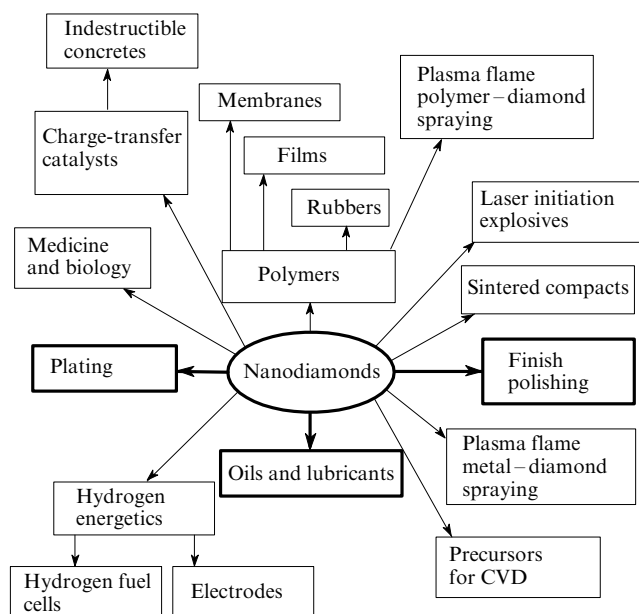 Indestructible
concretes
Membranes
Plasma flame
polymer – diamond
spraying
Charge-transfer
catalysts
Films
Rubbers
Laser initiation
explosives
Medicine
and biology
Polymers
Sintered compacts
Plating
Nanodiamonds
Finish
polishing
Oils and lubricants
Plasma flame
metal – diamond
spraying
Hydrogen
energetics
Precursors
for CVD
Hydrogen fuel
cells
Electrodes